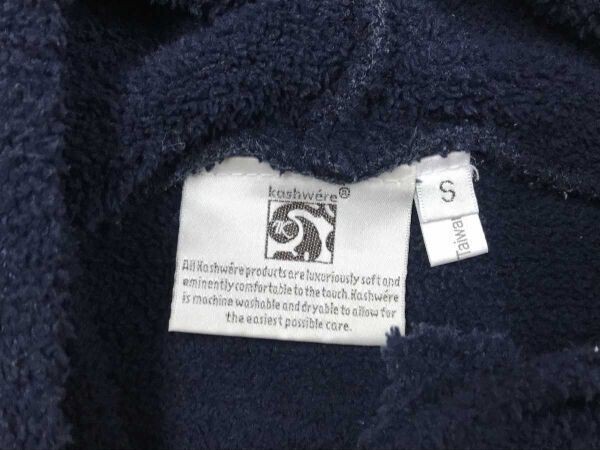 kashwére®
All Kashwére products are luxuriously soft and
eminently comfortable to the touch. Kashwére
is machine washable and dryable to allow for
the easiest possible care.
S
Taiwan